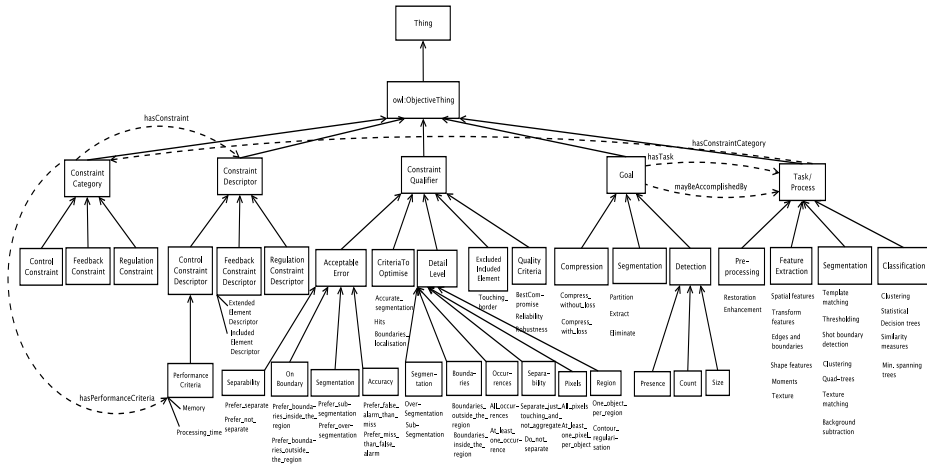 Thing
owl:ObjectiveThing
hasConstraint
hasConstraintCategory
hasTask
mayBeAccomplishedBy
Constraint
Category
Constraint
Descriptor
Constraint
Qualifier
Goal
Task/
Process
Control
Constraint
Feedback
Constraint
Regulation
Constraint
Control
Constraint
Descriptor
Feedback
Constraint
Descriptor
Regulation
Constraint
Descriptor
Acceptable
Error
CriteriaTo
Optimise
Detail
Level
Excluded
Included
Element
Quality
Criteria
Compression
Segmentation
Detection
Pre-
processing
Feature
Extraction
Segmentation
Classification
Extended
Element
Descriptor
Included
Element
Descriptor
Accurate_
segmentation
Hits
Boundaries_
localisation
Touching_
border
BestCom-
promise
Reliability
Robustness
Compress_
without_loss
Compress_
with_loss
Partition
Extract
Eliminate
Restoration
Enhancement
Spatial features
Transform
features
Edges and
boundaries
Shape features
Moments
Texture
Template
matching
Thresholding
Shot boundary
detection
Clustering
Quad-trees
Texture
matching
Background
subtraction
Clustering
Statistical
Decision trees
Similarity
measures
Min, spanning
trees
hasPerformanceCriteria
Performance
Criteria
Memory
Processing_time
Separability
On
Boundary
Segmentation
Accuracy
Segmen-
tation
Bounda-
ries
Occur-
rences
Separa-
bility
Pixels
Region
Presence
Count
Size
Prefer_separate
Prefer_not_
separate
Prefer_bounda-
ries_inside_the
region
Prefer_bounda-
ries_outside_
the_region
Prefer_sub-
segmentation
Prefer_over-
segmentation
Prefer_false_
alarm_than_
miss
Prefer_miss_
than_false_
alarm
Over-
Segmentation
Sub-
Segmentation
Boundaries_
outside_the
region
Boundaries_
inside_the_
region
All_occur-
rences
At_least_
one_occur-
rence
Separate_just
touching_and
not_aggregate
Do_not_
separate
All_pixels
At_least_
one_pixel_
per_object
One_object_
per_region
Contour_
regulari-
sation